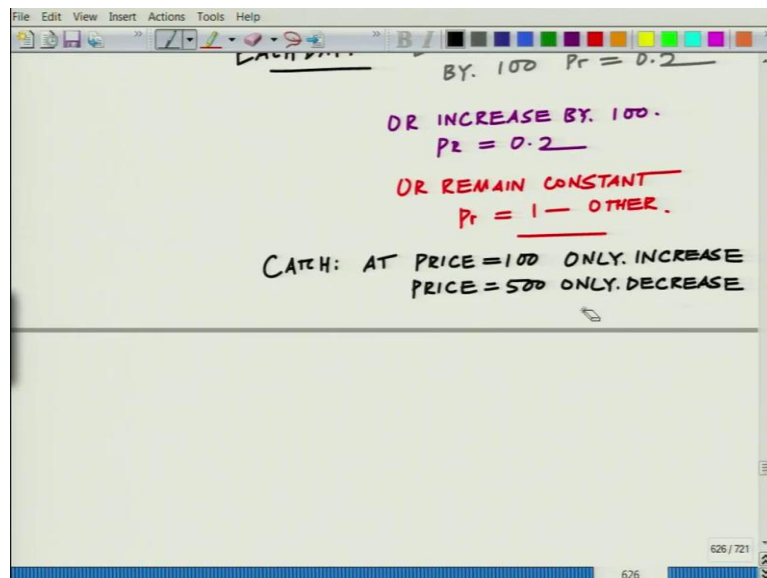 File Edit View Insert Actions Tools Help
B I
BY. 100 Pr = 0.2
OR INCREASE BY. 100.
PR = 0.2
OR REMAIN CONSTANT
Pr = 1 — OTHER.
CATCH: AT PRICE = 100 ONLY. INCREASE
PRICE = 500 ONLY. DECREASE
626 / 721
626